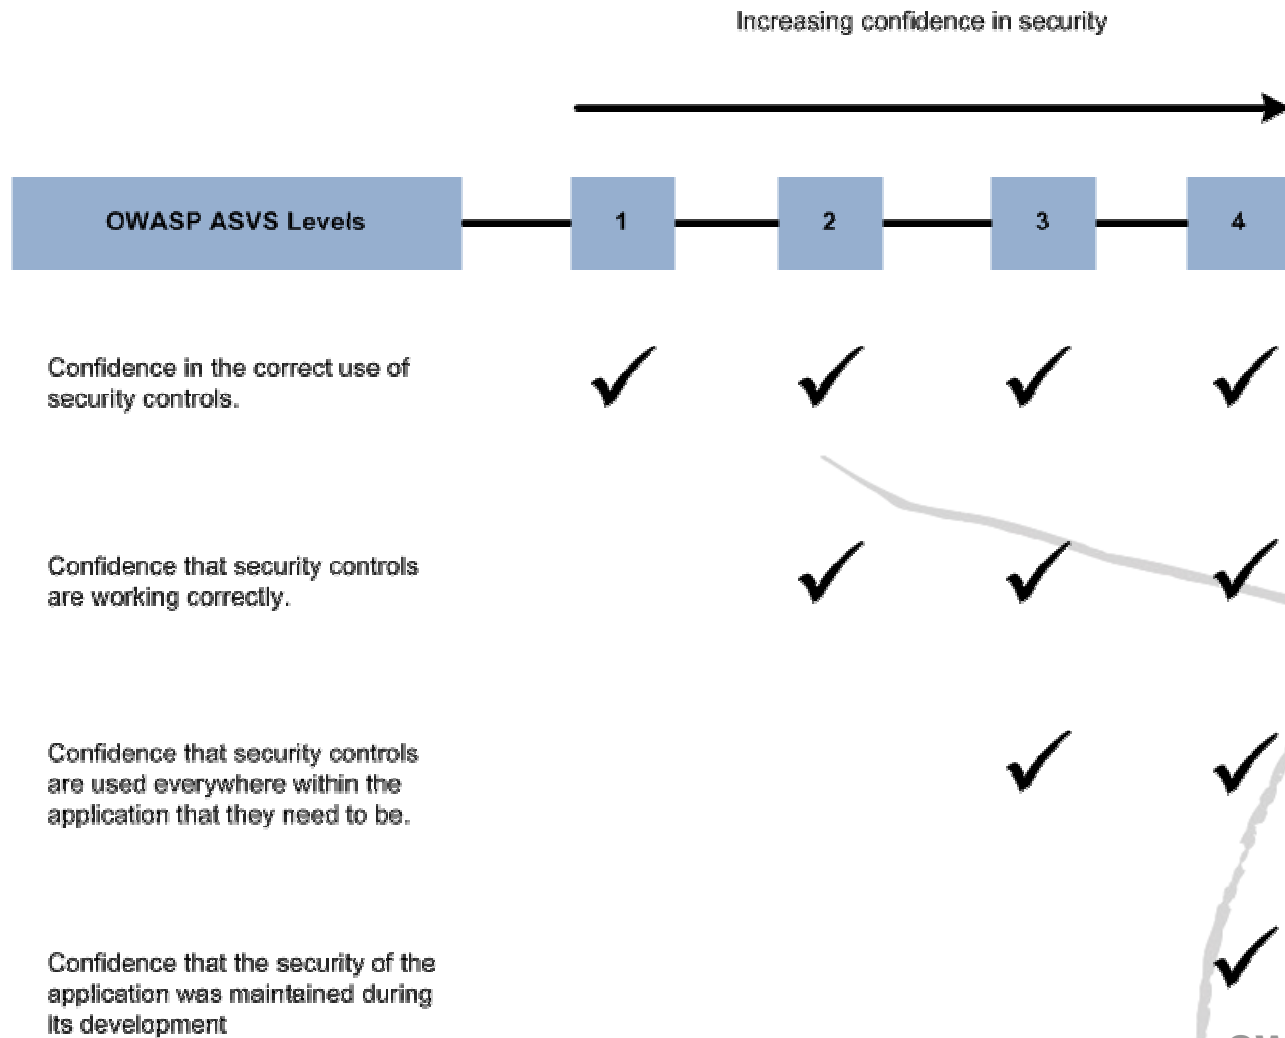 Increasing confidence in security
OWASP ASVS Levels
1
2
3
4
Confidence in the correct use of
security controls.
Confidence that security controls
are working correctly.
Confidence that security controls
are used everywhere within the
application that they need to be.
Confidence that the security of the
application was maintained during
its development